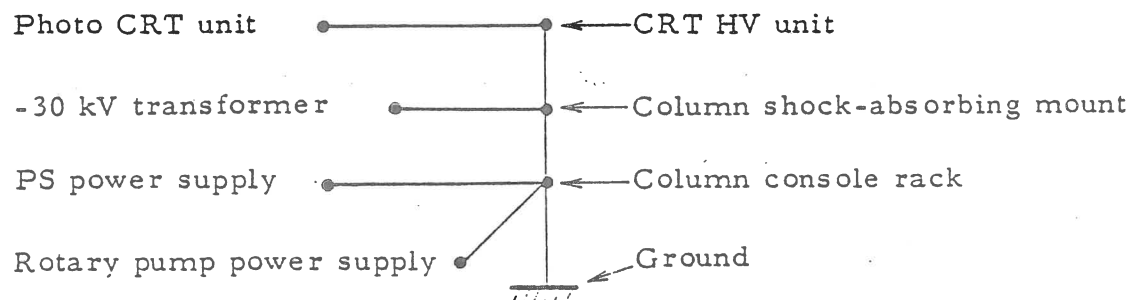 Photo CRT unit CRT HV unit
-30 kV transformer Column shock-absorbing mount
PS power supply Column console rack
Rotary pump power supply Ground